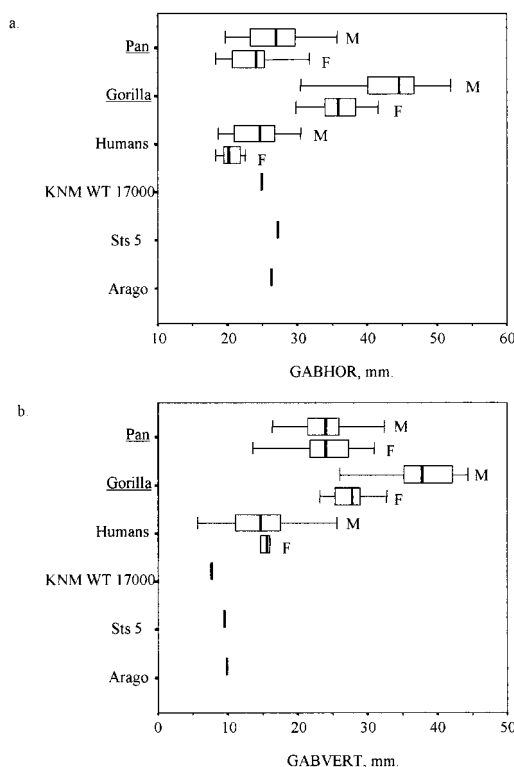 a.
Pan M
F
Gorilla M
F
Humans M
F
KNM WT 17000
Sts 5
Arago
10 20 30 40 50 60
GABHOR, mm.
b.
Pan M
F
Gorilla M
F
Humans M
F
KNM WT 17000
Sts 5
Arago
0 10 20 30 40 50
GABVERT, mm.